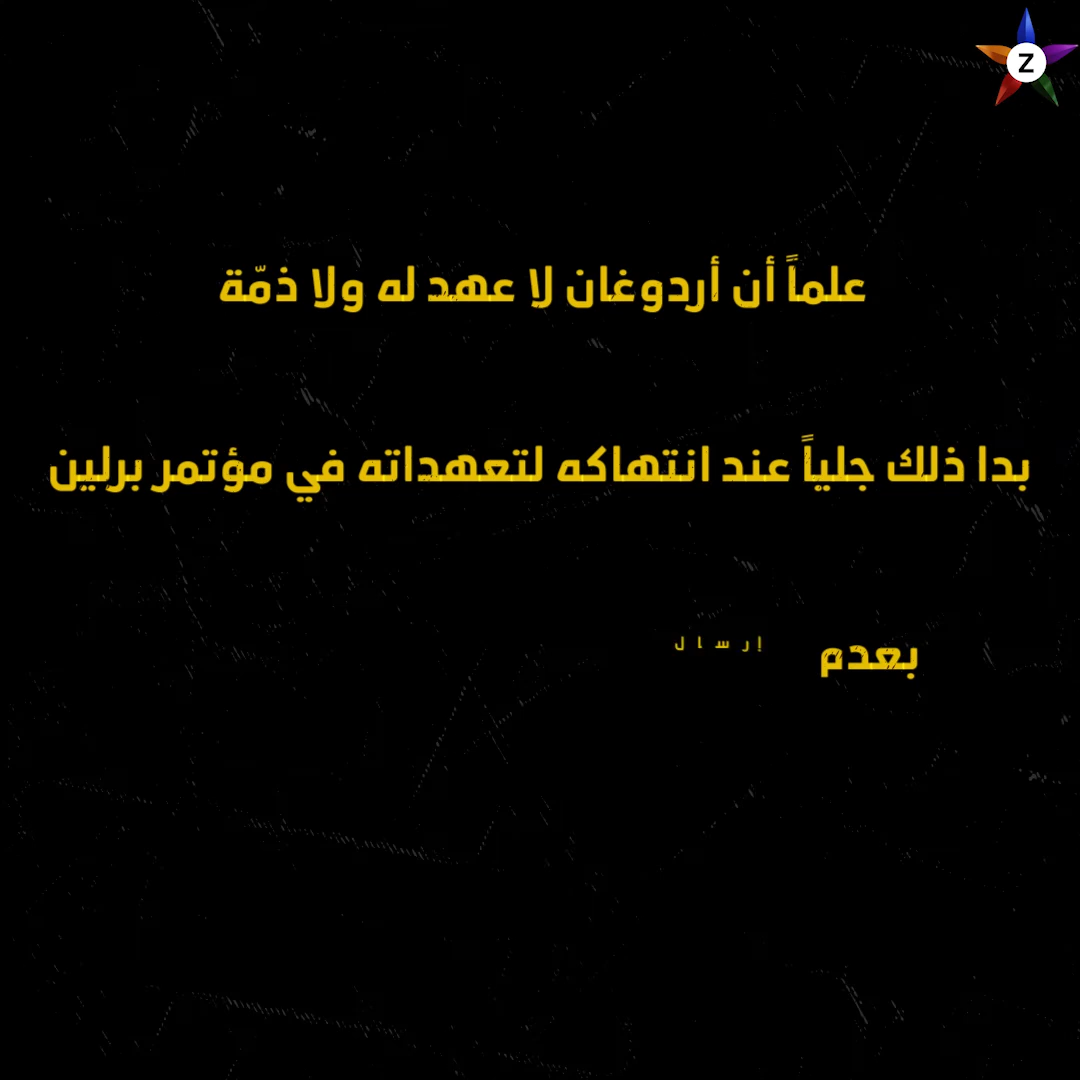 Z
علماً أن أردوغان لا عهد له ولا ذمّة
بدا ذلك جلياً عند انتهاكه لتعهداته في مؤتمر برلين
بعدم إرسال